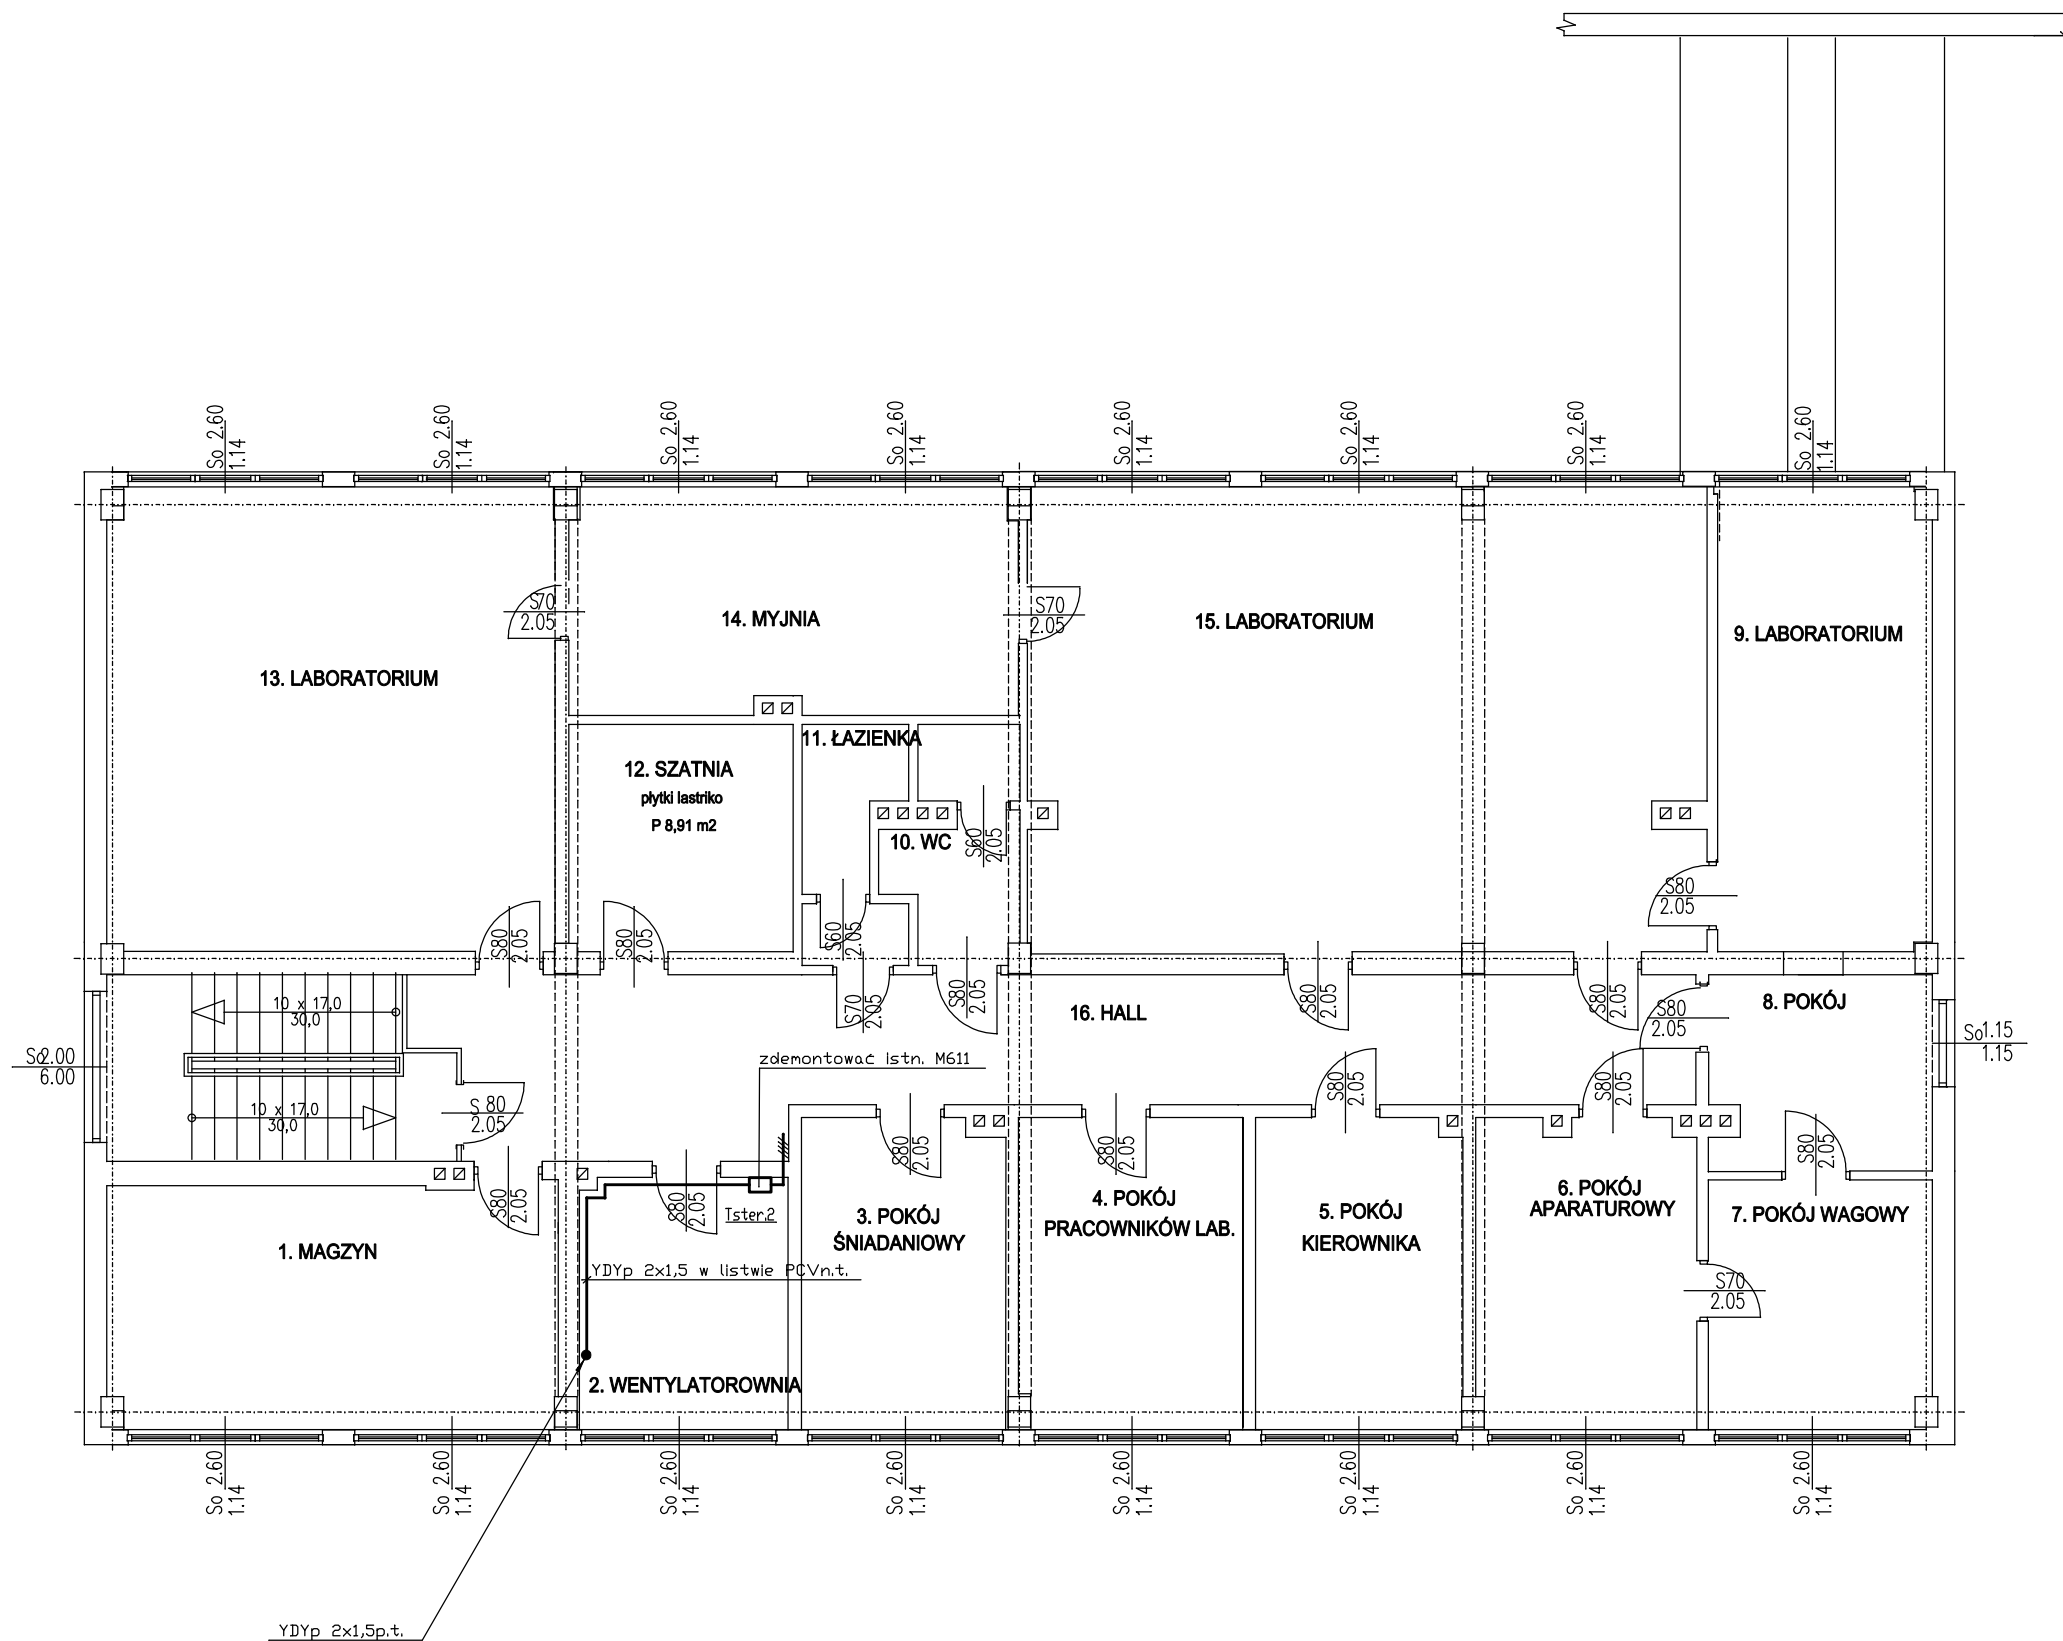 So 2.60
1.14
So 2.60
1.14
So 2.60
1.14
So 2.60
1.14
So 2.60
1.14
So 2.60
1.14
So 2.60
1.14
So 2.60
1.14
S70
2.05
14. MYJNIA
S70
2.05
15. LABORATORIUM
9. LABORATORIUM
13. LABORATORIUM
11. ŁAZIENKA
12. SZATNIA
płytki lastriko
P 8,91 m2
10. WC
S60
2.05
S80
2.05
S80
2.05
S80
2.05
S60
2.05
S70
2.05
S80
2.05
S80
2.05
S80
2.05
S80
2.05
8. POKÓJ
10 x 17,0
30,0
16. HALL
So2.00
6.00
zdemontować istn. M611
So1.15
1.15
10 x 17,0
30,0
S 80
2.05
S80
2.05
S80
2.05
S80
2.05
S80
2.05
S80
2.05
S80
2.05
S80
2.05
Tster.2
3. POKÓJ
ŚNIADANIOWY
4. POKÓJ
PRACOWNIKÓW LAB.
5. POKÓJ
KIEROWNIKA
6. POKÓJ
APARATUROWY
7. POKÓJ WAGOWY
1. MAGZYN
YDYp 2x1,5 w listwie PCVn.t.
S70
2.05
2. WENTYLATOROWNIA
So 2.60
1.14
So 2.60
1.14
So 2.60
1.14
So 2.60
1.14
So 2.60
1.14
So 2.60
1.14
So 2.60
1.14
So 2.60
1.14
YDYp 2x1,5p.t.